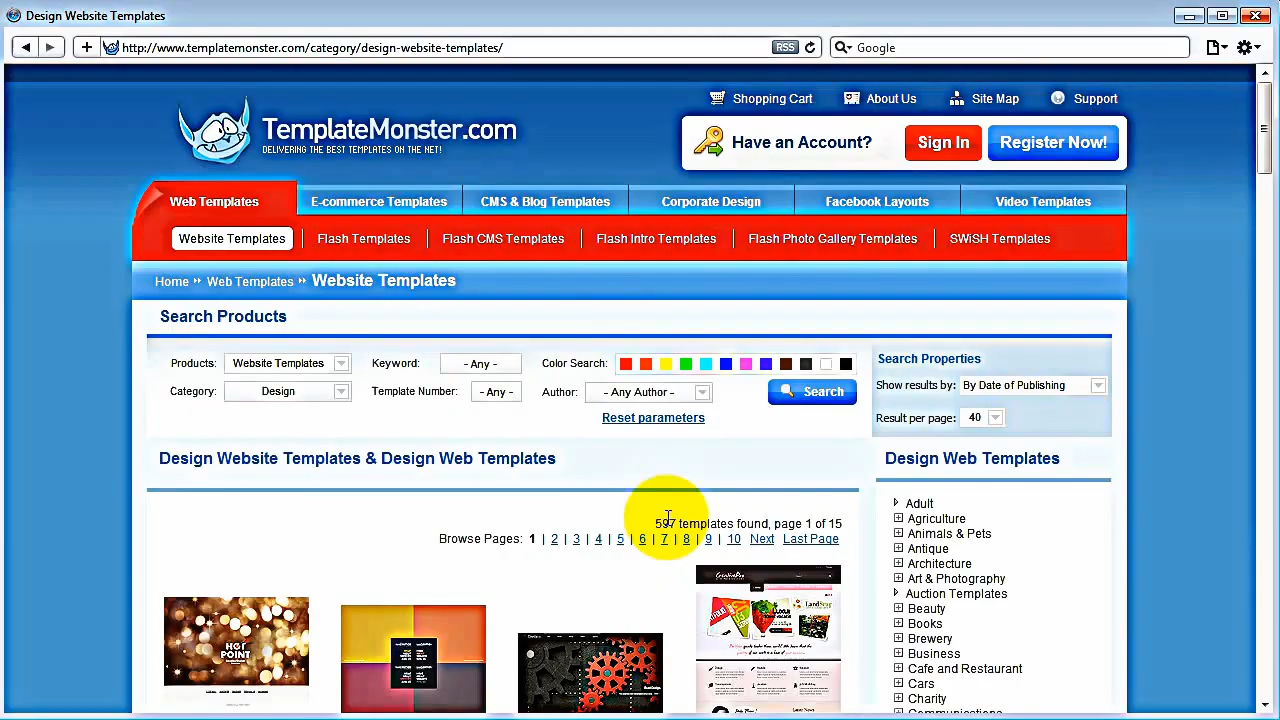 Design Website Templates
http://www.templatemonster.com/category/design-website-templates/
RSS
Google
Shopping Cart
About Us
Site Map
Support
TemplateMonster.com
DELIVERING THE BEST TEMPLATES ON THE NET!
Have an Account?
Sign In
Register Now!
Web Templates
E-commerce Templates
CMS & Blog Templates
Corporate Design
Facebook Layouts
Video Templates
Website Templates
Flash Templates
Flash CMS Templates
Flash Intro Templates
Flash Photo Gallery Templates
SWiSH Templates
Home
Web Templates
Website Templates
Search Products
Products: Website Templates
Keyword: - Any -
Color Search:
Category: Design
Template Number: - Any -
Author: - Any Author -
Search
Reset parameters
Search Properties
Show results by: By Date of Publishing
Result per page: 40
Design Website Templates & Design Web Templates
597 templates found, page 1 of 15
Browse Pages: 1 | 2 | 3 | 4 | 5 | 6 | 7 | 8 | 9 | 10 Next Last Page
HOT
POINT
Design Web Templates
Adult
Agriculture
Animals & Pets
Antique
Architecture
Art & Photography
Auction Templates
Beauty
Books
Brewery
Business
Cafe and Restaurant
Cars
Charity
Communications